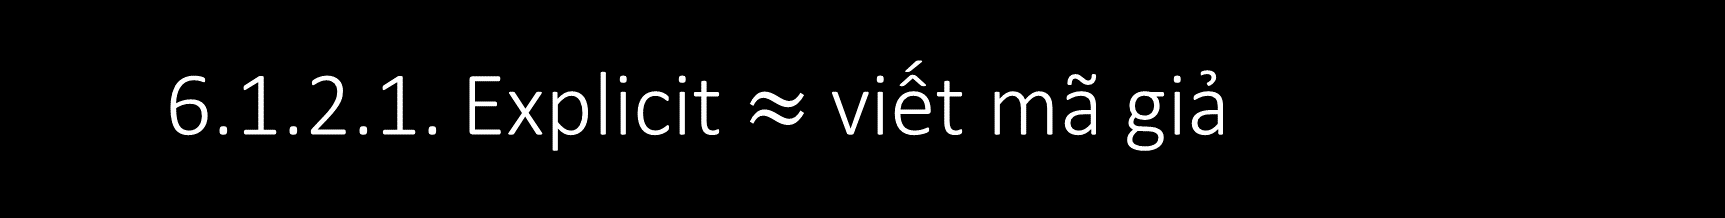 6.1.2.1. Explicit ≈ viết mã giả